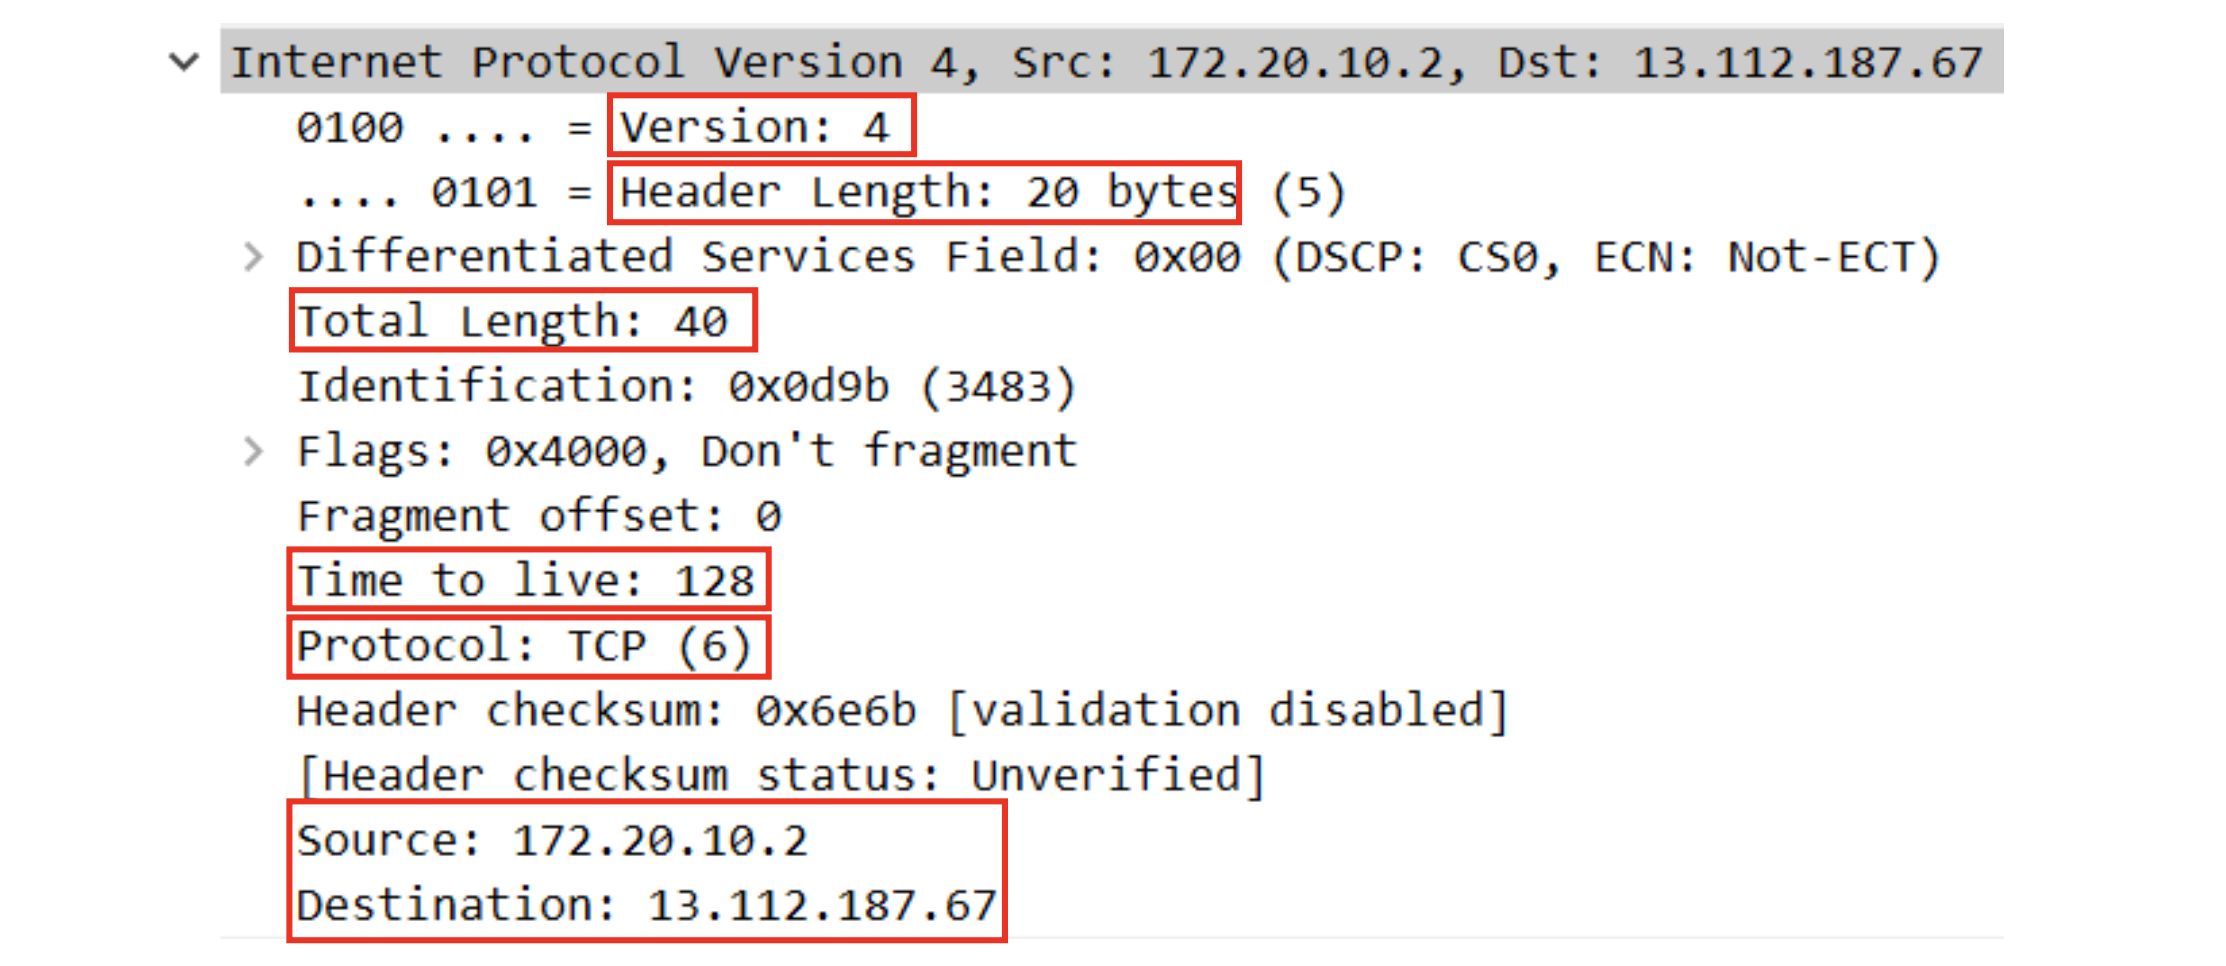 Internet Protocol Version 4, Src: 172.20.10.2, Dst: 13.112.187.67
0100 .... = Version: 4
.... 0101 = Header Length: 20 bytes (5)
Differentiated Services Field: 0x00 (DSCP: CS0, ECN: Not-ECT)
Total Length: 40
Identification: 0x0d9b (3483)
Flags: 0x4000, Don't fragment
Fragment offset: 0
Time to live: 128
Protocol: TCP (6)
Header checksum: 0x6e6b [validation disabled]
[Header checksum status: Unverified]
Source: 172.20.10.2
Destination: 13.112.187.67